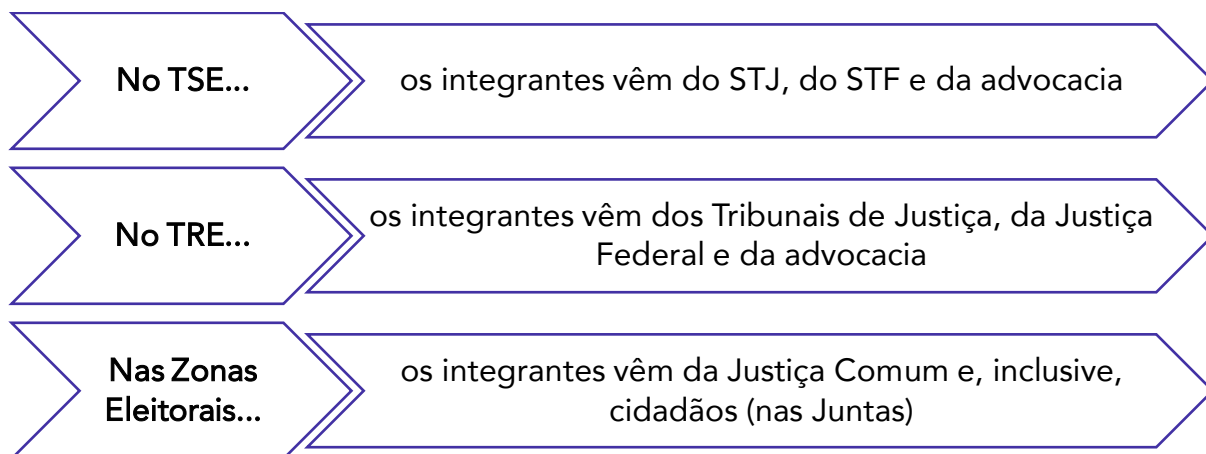 No TSE...
os integrantes vêm do STJ, do STF e da advocacia
No TRE...
os integrantes vêm dos Tribunais de Justiça, da Justiça
Federal e da advocacia
Nas Zonas
Eleitorais...
os integrantes vêm da Justiça Comum e, inclusive,
cidadãos (nas Juntas)